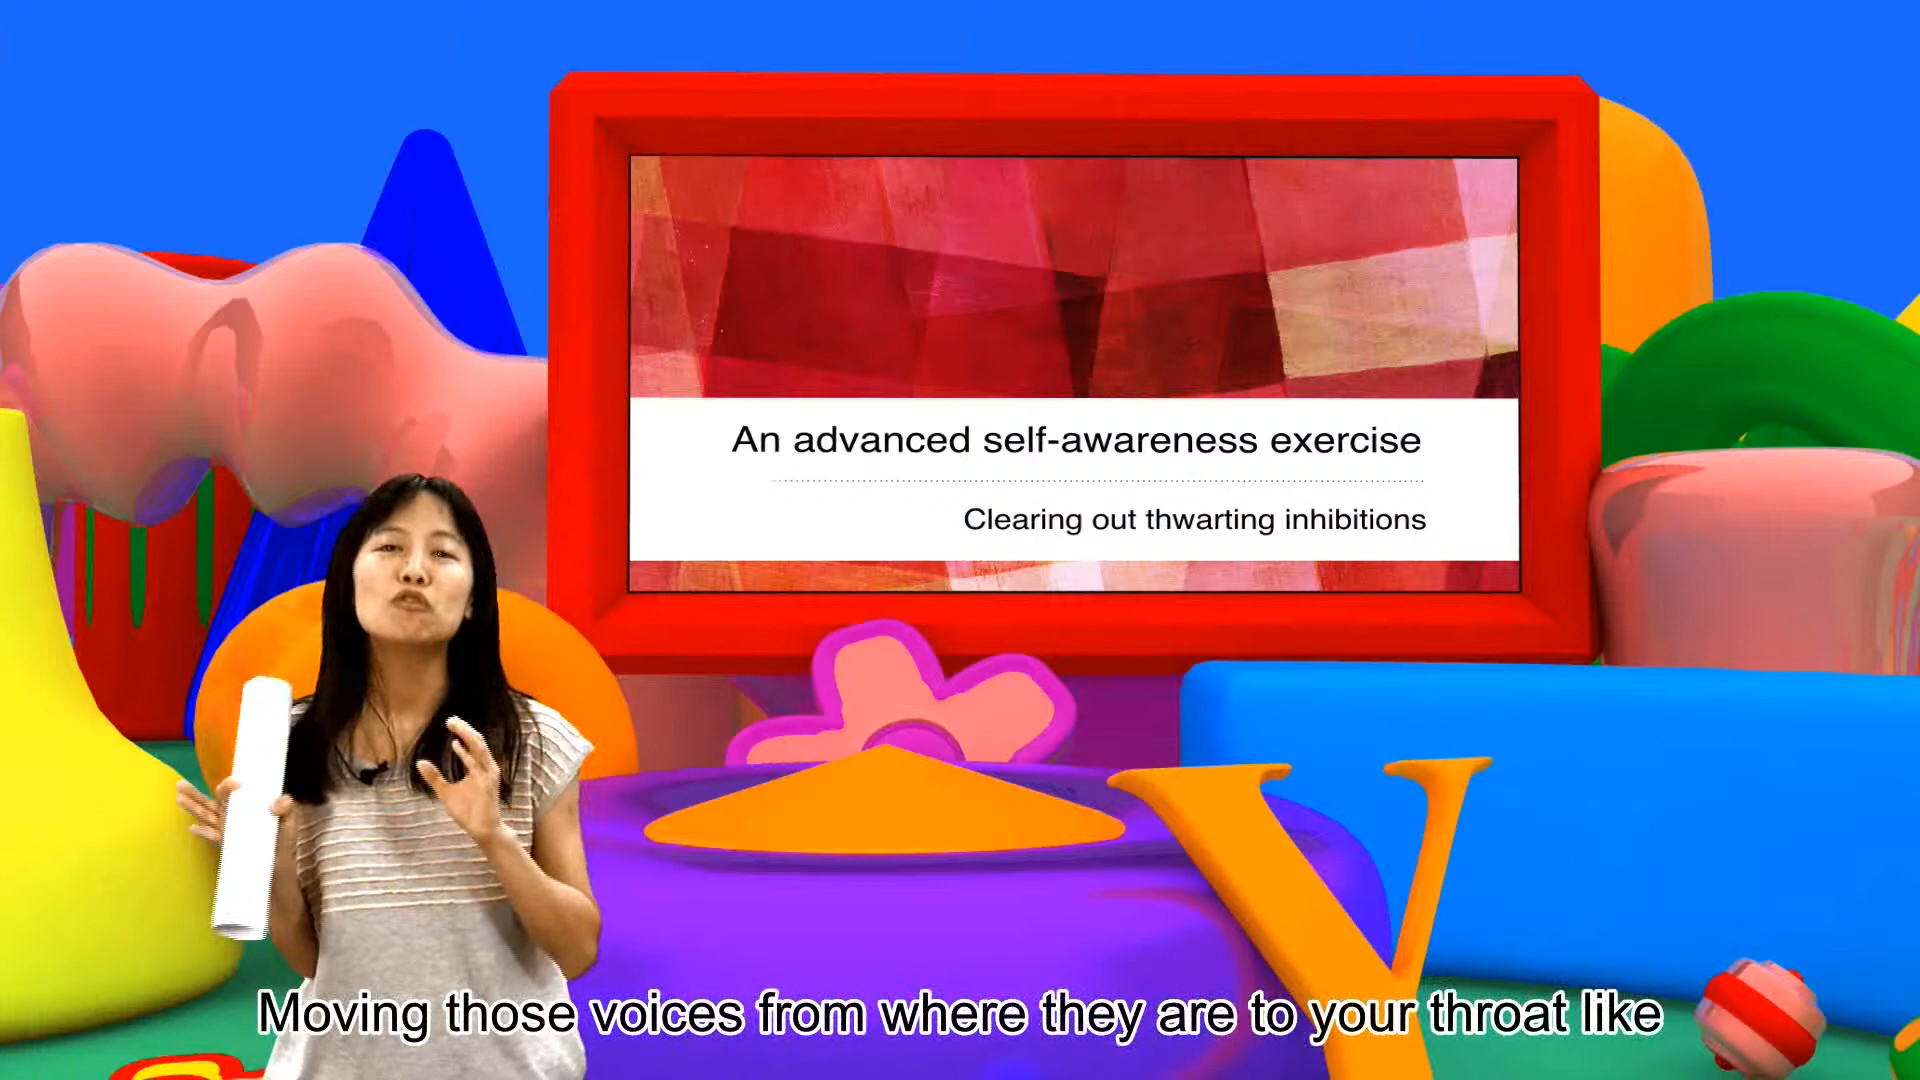 An advanced self-awareness exercise
Clearing out thwarting inhibitions
Y
Moving those voices from where they are to your throat like